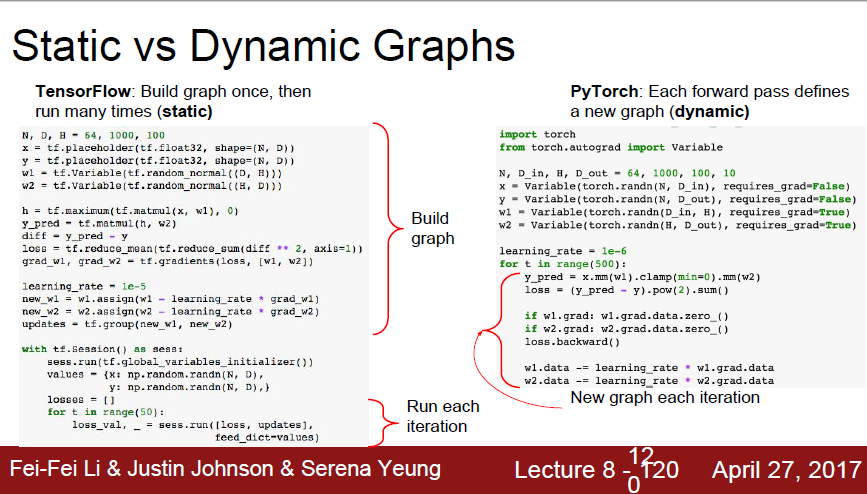 Static vs Dynamic Graphs
TensorFlow: Build graph once, then
run many times (static)
N, D, H = 64, 1000, 100
x = tf.placeholder(tf.float32, shape=(N, D))
y = tf.placeholder(tf.float32, shape=(N, D))
w1 = tf.Variable(tf.random_normal((D, H)))
w2 = tf.Variable(tf.random_normal((H, D)))
h = tf.maximum(tf.matmul(x, w1), 0)
y_pred = tf.matmul(h, w2)
diff = y_pred - y
loss = tf.reduce_mean(tf.reduce_sum(diff ** 2, axis=1))
grad_w1, grad_w2 = tf.gradients(loss, [w1, w2])
learning_rate = 1e-5
new_w1 = w1.assign(w1 - learning_rate * grad_w1)
new_w2 = w2.assign(w2 - learning_rate * grad_w2)
updates = tf.group(new_w1, new_w2)
with tf.Session() as sess:
sess.run(tf.global_variables_initializer())
values = {x: np.random.randn(N, D),
y: np.random.randn(N, D),}
losses = []
for t in range(50):
loss_val, _ = sess.run([loss, updates],
feed_dict=values)
Build
graph
Run each
iteration
PyTorch: Each forward pass defines
a new graph (dynamic)
import torch
from torch.autograd import Variable
N, D_in, H, D_out = 64, 1000, 100, 10
x = Variable(torch.randn(N, D_in), requires_grad=False)
y = Variable(torch.randn(N, D_out), requires_grad=False)
w1 = Variable(torch.randn(D_in, H), requires_grad=True)
w2 = Variable(torch.randn(H, D_out), requires_grad=True)
learning_rate = 1e-6
for t in range(500):
y_pred = x.mm(w1).clamp(min=0).mm(w2)
loss = (y_pred - y).pow(2).sum()
if w1.grad: w1.grad.data.zero_()
if w2.grad: w2.grad.data.zero_()
loss.backward()
w1.data -= learning_rate * w1.grad.data
w2.data -= learning_rate * w2.grad.data
New graph each iteration
Fei-Fei Li & Justin Johnson & Serena Yeung
Lecture 8 - 120
12
0
April 27, 2017